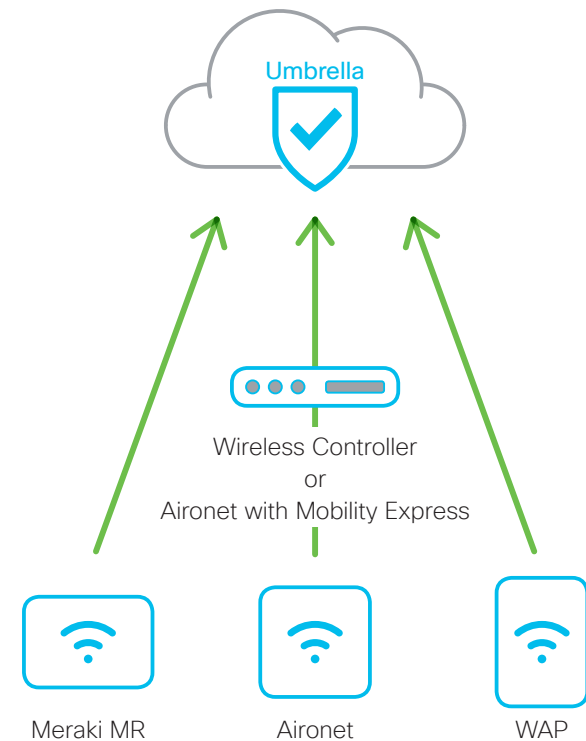 Umbrella
Wireless Controller
or
Aironet with Mobility Express
Meraki MR
Aironet
WAP